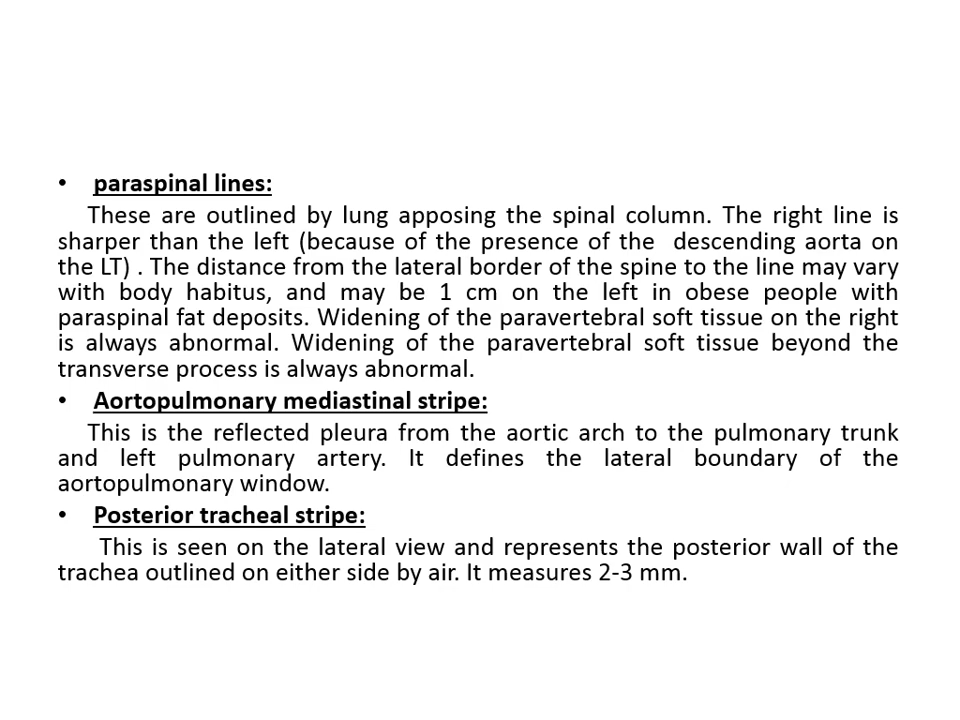 • paraspinal lines:
These are outlined by lung apposing the spinal column. The right line is
sharper than the left (because of the presence of the descending aorta on
the LT) . The distance from the lateral border of the spine to the line may vary
with body habitus, and may be 1 cm on the left in obese people with
paraspinal fat deposits. Widening of the paravertebral soft tissue on the right
is always abnormal. Widening of the paravertebral soft tissue beyond the
transverse process is always abnormal.
• Aortopulmonary mediastinal stripe:
This is the reflected pleura from the aortic arch to the pulmonary trunk
and left pulmonary artery. It defines the lateral boundary of the
aortopulmonary window.
• Posterior tracheal stripe:
This is seen on the lateral view and represents the posterior wall of the
trachea outlined on either side by air. It measures 2-3 mm.